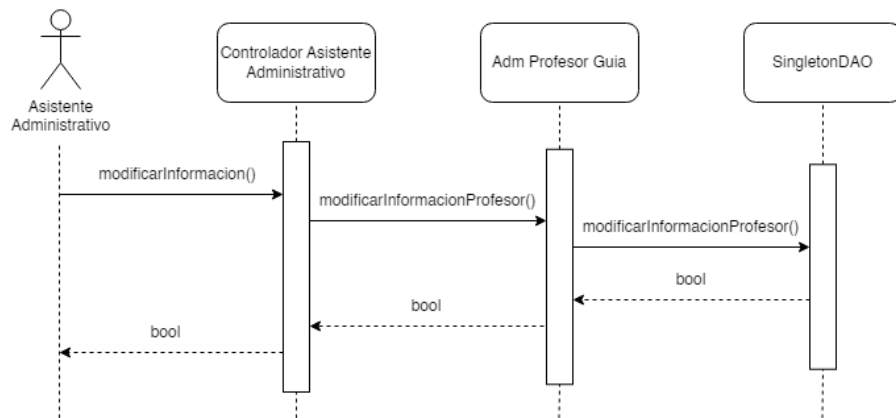 Controlador Asistente
Administrativo
Adm Profesor Guia
SingletonDAO
Asistente
Administrativo
modificarInformacion()
modificarInformacionProfesor()
modificarInformacionProfesor()
bool
bool
bool